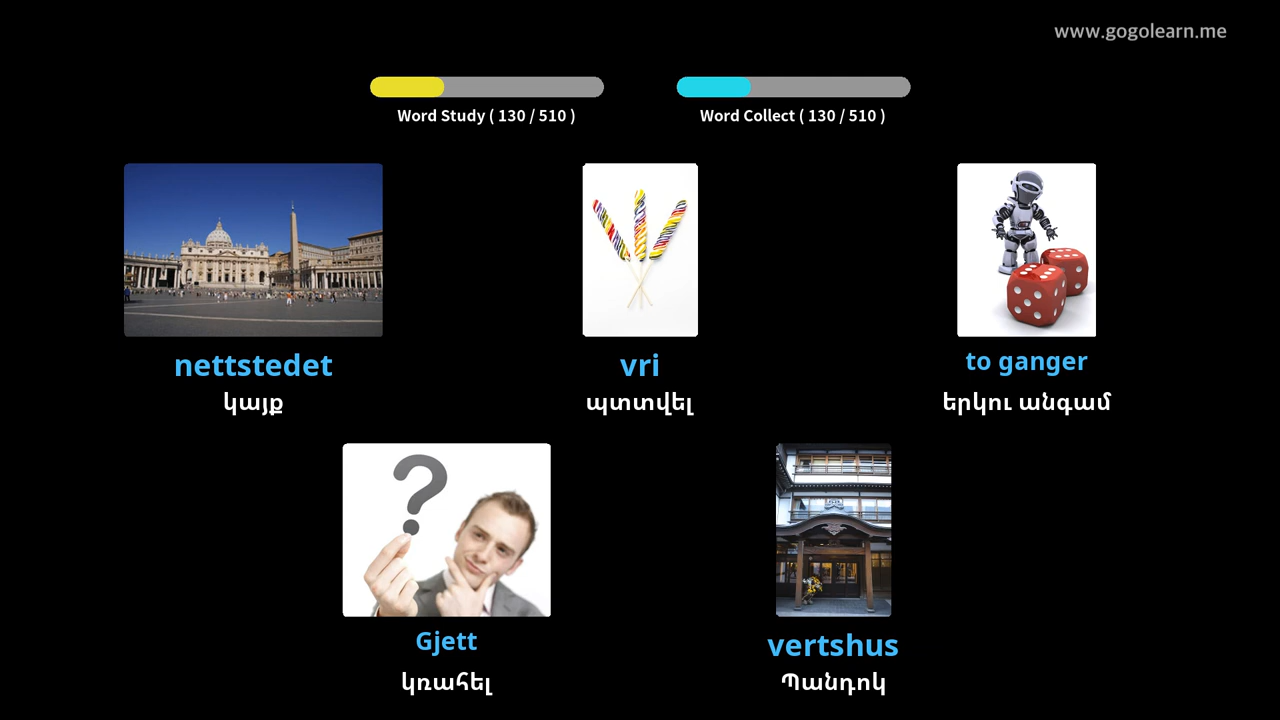 www.gogolearn.me
Word Study ( 130 / 510 )
Word Collect ( 130 / 510 )
nettstedet
կայք
vri
պտտվել
to ganger
երկու անգամ
Gjett
կռահել
vertshus
Պանդոկ